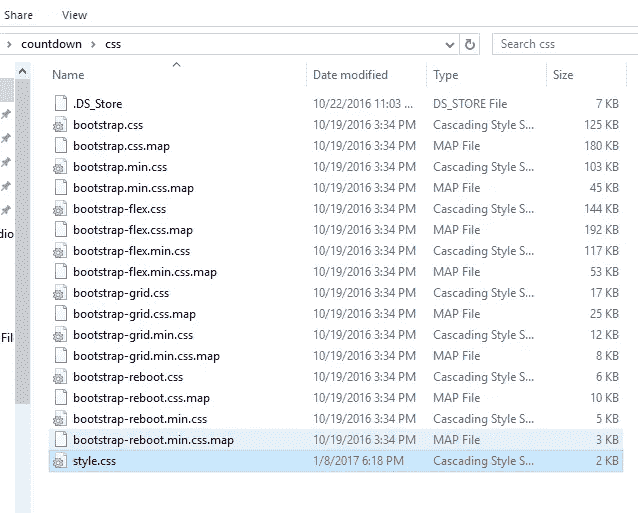 Share View
countdown › css Search css
Name Date modified Type Size
.DS_Store 10/22/2016 11:03 ... DS_STORE File 7 KB
bootstrap.css 10/19/2016 3:34 PM Cascading Style S... 125 KB
bootstrap.css.map 10/19/2016 3:34 PM MAP File 180 KB
bootstrap.min.css 10/19/2016 3:34 PM Cascading Style S... 103 KB
bootstrap.min.css.map 10/19/2016 3:34 PM MAP File 45 KB
bootstrap-flex.css 10/19/2016 3:34 PM Cascading Style S... 144 KB
bootstrap-flex.css.map 10/19/2016 3:34 PM MAP File 192 KB
dio
bootstrap-flex.min.css 10/19/2016 3:34 PM Cascading Style S... 117 KB
bootstrap-flex.min.css.map 10/19/2016 3:34 PM MAP File 53 KB
bootstrap-grid.css 10/19/2016 3:34 PM Cascading Style S... 17 KB
bootstrap-grid.css.map 10/19/2016 3:34 PM MAP File 25 KB
Fil
bootstrap-grid.min.css 10/19/2016 3:34 PM Cascading Style S... 12 KB
bootstrap-grid.min.css.map 10/19/2016 3:34 PM MAP File 8 KB
bootstrap-reboot.css 10/19/2016 3:34 PM Cascading Style S... 6 KB
bootstrap-reboot.css.map 10/19/2016 3:34 PM MAP File 10 KB
bootstrap-reboot.min.css 10/19/2016 3:34 PM Cascading Style S... 5 KB
bootstrap-reboot.min.css.map 10/19/2016 3:34 PM MAP File 3 KB
style.css 1/8/2017 6:18 PM Cascading Style S... 2 KB